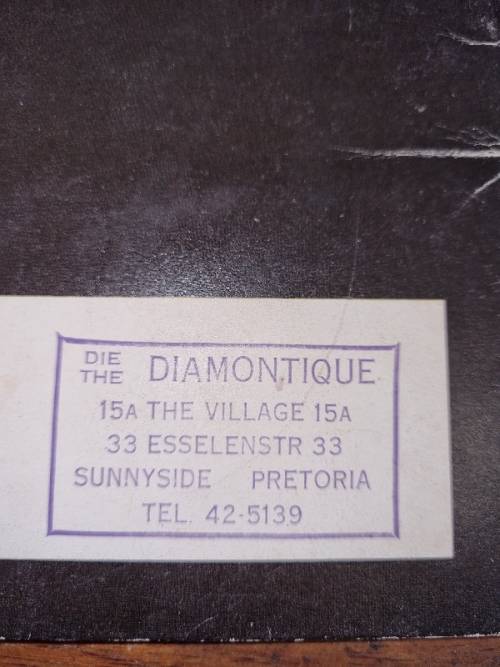 DIE THE DIAMONTIQUE
15A THE VILLAGE 15A
33 ESSELENSTR 33
SUNNYSIDE PRETORIA
TEL. 42-5139